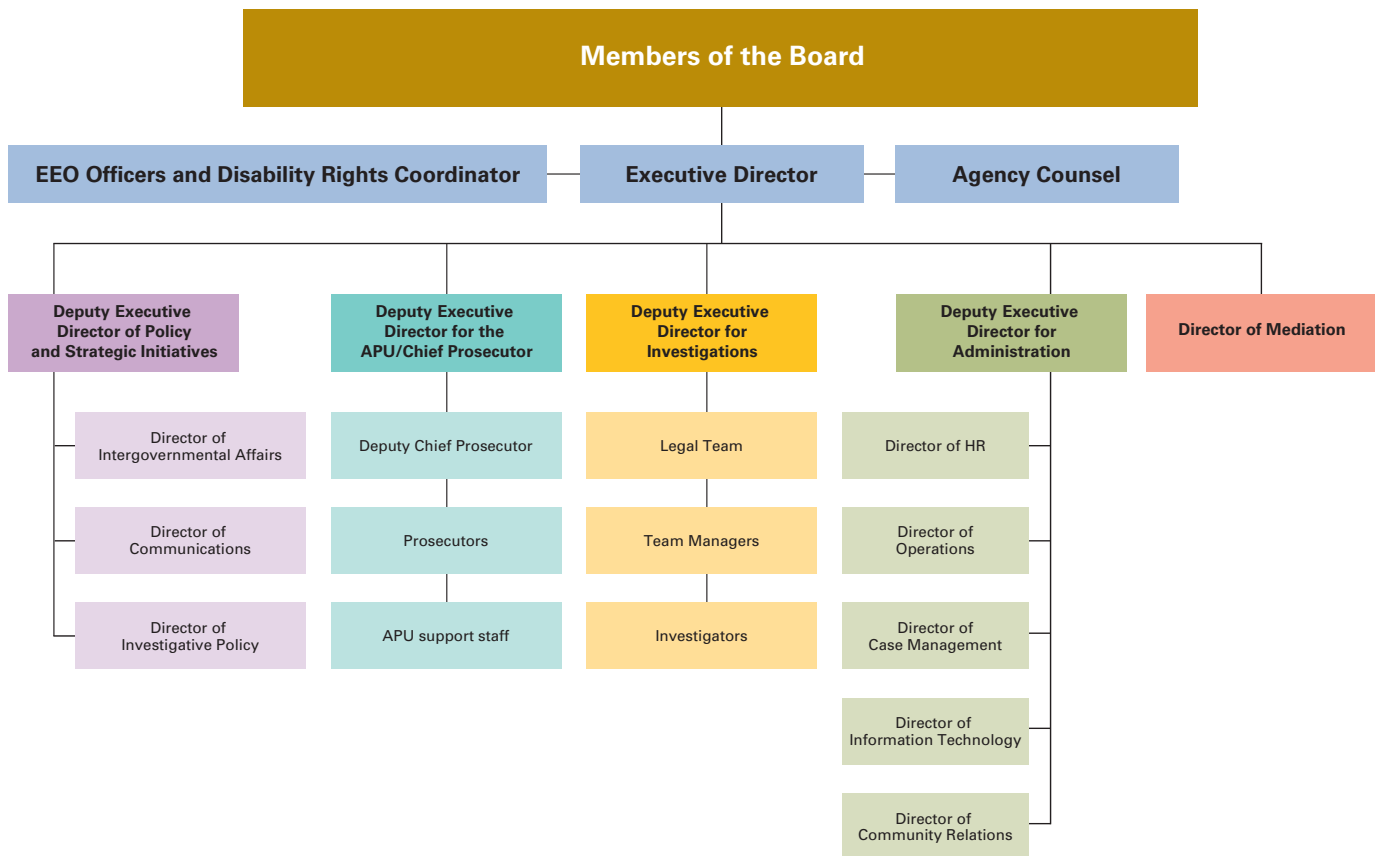 Members of the Board
EEO Officers and Disability Rights Coordinator
Executive Director
Agency Counsel
Deputy Executive
Director of Policy
and Strategic Initiatives
Deputy Executive
Director for the
APU/Chief Prosecutor
Deputy Executive
Director for
Investigations
Deputy Executive
Director for
Administration
Director of Mediation
Director of
Intergovernmental Affairs
Director of
Communications
Director of
Investigative Policy
Deputy Chief Prosecutor
Prosecutors
APU support staff
Legal Team
Team Managers
Investigators
Director of HR
Director of
Operations
Director of
Case Management
Director of
Information Technology
Director of
Community Relations